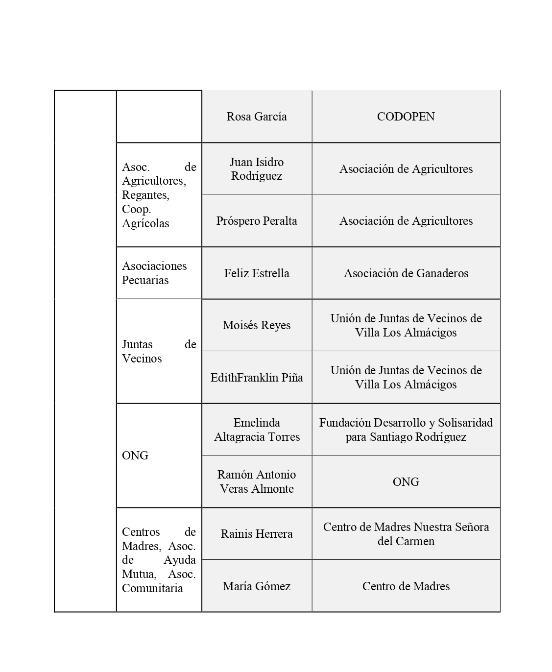 Rosa García
CODOPEN
Asoc. de
Agricultores,
Regantes,
Coop.
Agrícolas
Juan Isidro
Rodríguez
Asociación de Agricultores
Próspero Peralta
Asociación de Agricultores
Asociaciones
Pecuarias
Feliz Estrella
Asociación de Ganaderos
Juntas de
Vecinos
Moisés Reyes
Unión de Juntas de Vecinos de
Villa Los Almácigos
EdithFranklin Piña
Unión de Juntas de Vecinos de
Villa Los Almácigos
ONG
Emelinda
Altagracia Torres
Fundación Desarrollo y Solisaridad
para Santiago Rodríguez
Ramón Antonio
Veras Almonte
ONG
Centros de
Madres, Asoc.
de Ayuda
Mutua, Asoc.
Comunitaria
Rainis Herrera
Centro de Madres Nuestra Señora
del Carmen
María Gómez
Centro de Madres